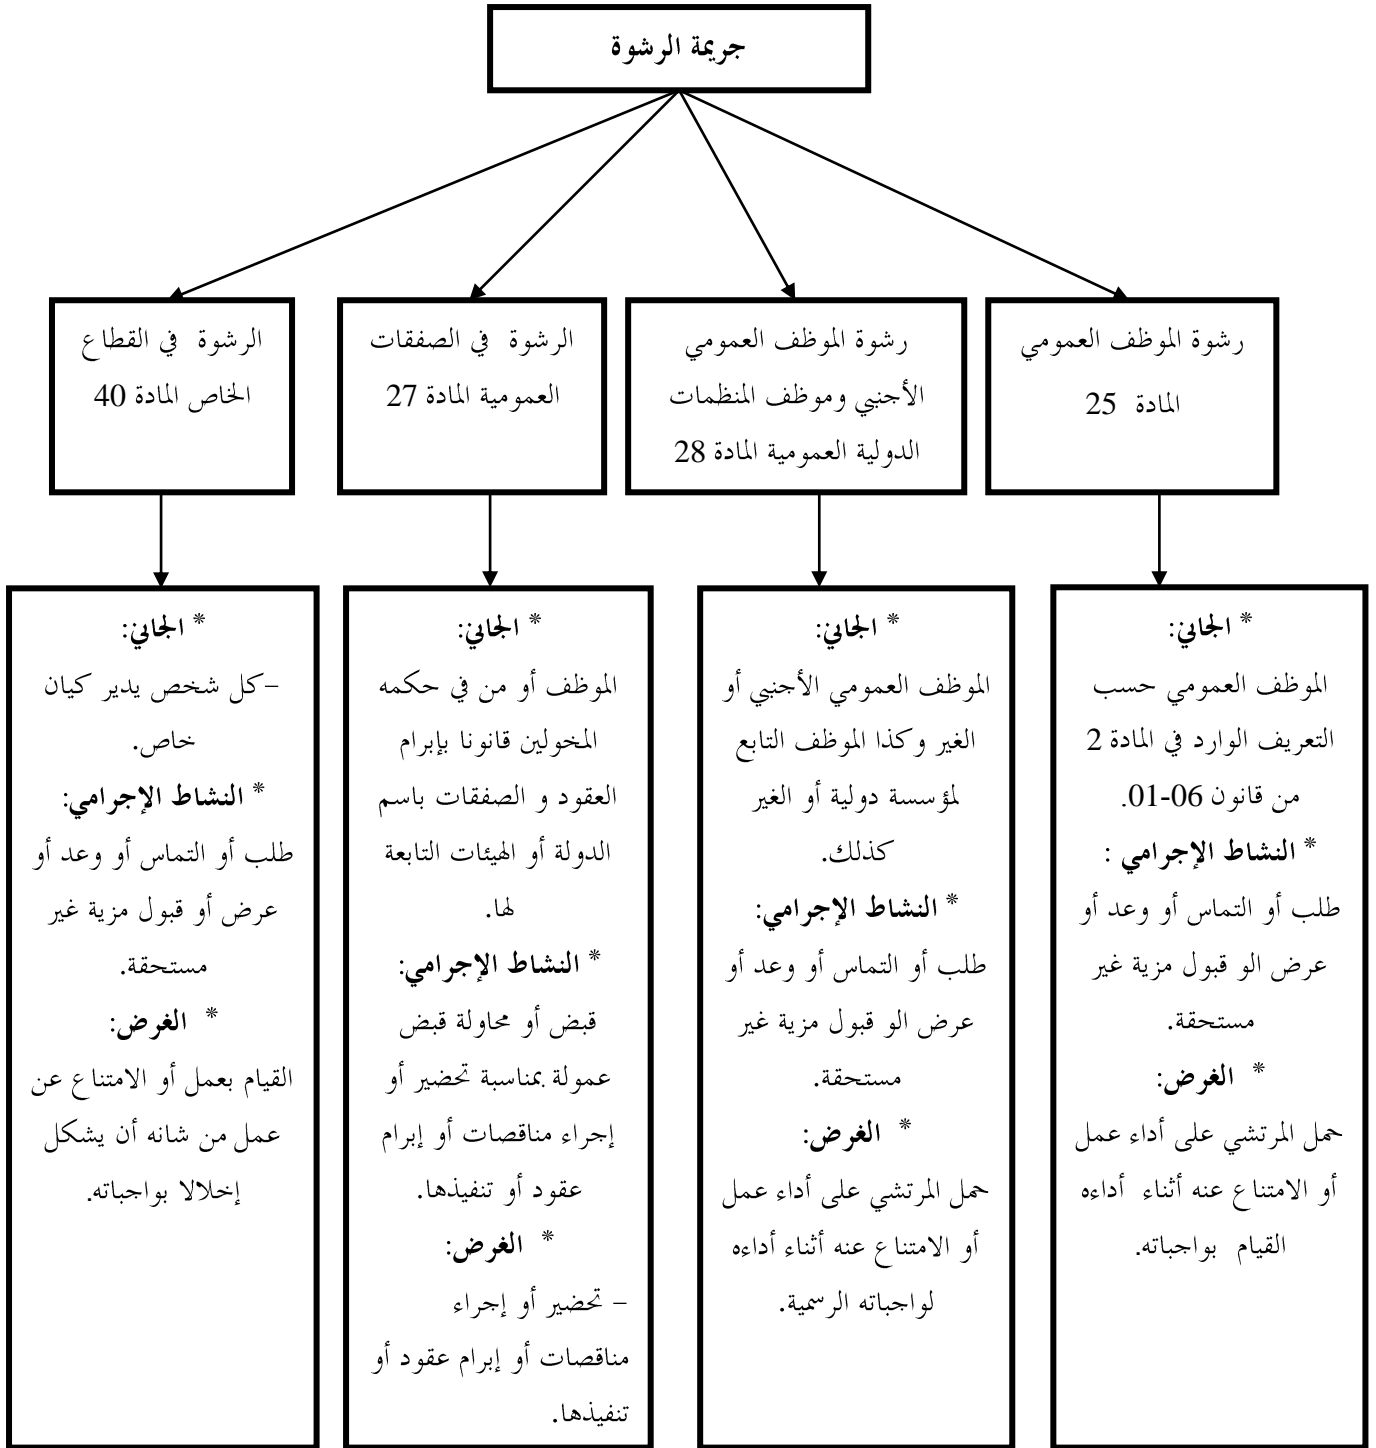 جريمة الرشوة
رشوة الموظف العمومي
المادة 25
رشوة الموظف العمومي
الأجنبي وموظف المنظمات
الدولية العمومية المادة 28
الرشوة في الصفقات
العمومية المادة 27
الرشوة في القطاع
الخاص المادة 40
* الجاني:
الموظف العمومي حسب
التعريف الوارد في المادة 2
من قانون 06-01.
* النشاط الإجرامي :
طلب أو التماس أو وعد أو
عرض الو قبول مزية غير
مستحقة.
* الغرض:
حمل المرتشي على أداء عمل
أو الامتناع عنه أثناء أداءه
القيام بواجباته.
* الجاني:
الموظف العمومي الأجنبي أو
الغير وكذا الموظف التابع
لمؤسسة دولية أو الغير
كذلك.
* النشاط الإجرامي:
طلب أو التماس أو وعد أو
عرض الو قبول مزية غير
مستحقة.
* الغرض:
حمل المرتشي على أداء عمل
أو الامتناع عنه أثناء أداءه
لواجباته الرسمية.
* الجاني:
الموظف أو من في حكمه
المخولين قانونا بإبرام
العقود و الصفقات باسم
الدولة أو الهيئات التابعة
لها.
* النشاط الإجرامي:
قبض أو محاولة قبض
عمولة بمناسبة تحضير أو
إجراء مناقصات أو إبرام
عقود أو تنفيذها.
* الغرض:
- تحضير أو إجراء
مناقصات أو إبرام عقود أو
تنفيذها.
* الجاني:
-كل شخص يدير كيان
خاص.
* النشاط الإجرامي:
طلب أو التماس أو وعد أو
عرض أو قبول مزية غير
مستحقة.
* الغرض:
القيام بعمل أو الامتناع عن
عمل من شانه أن يشكل
إخلالا بواجباته.